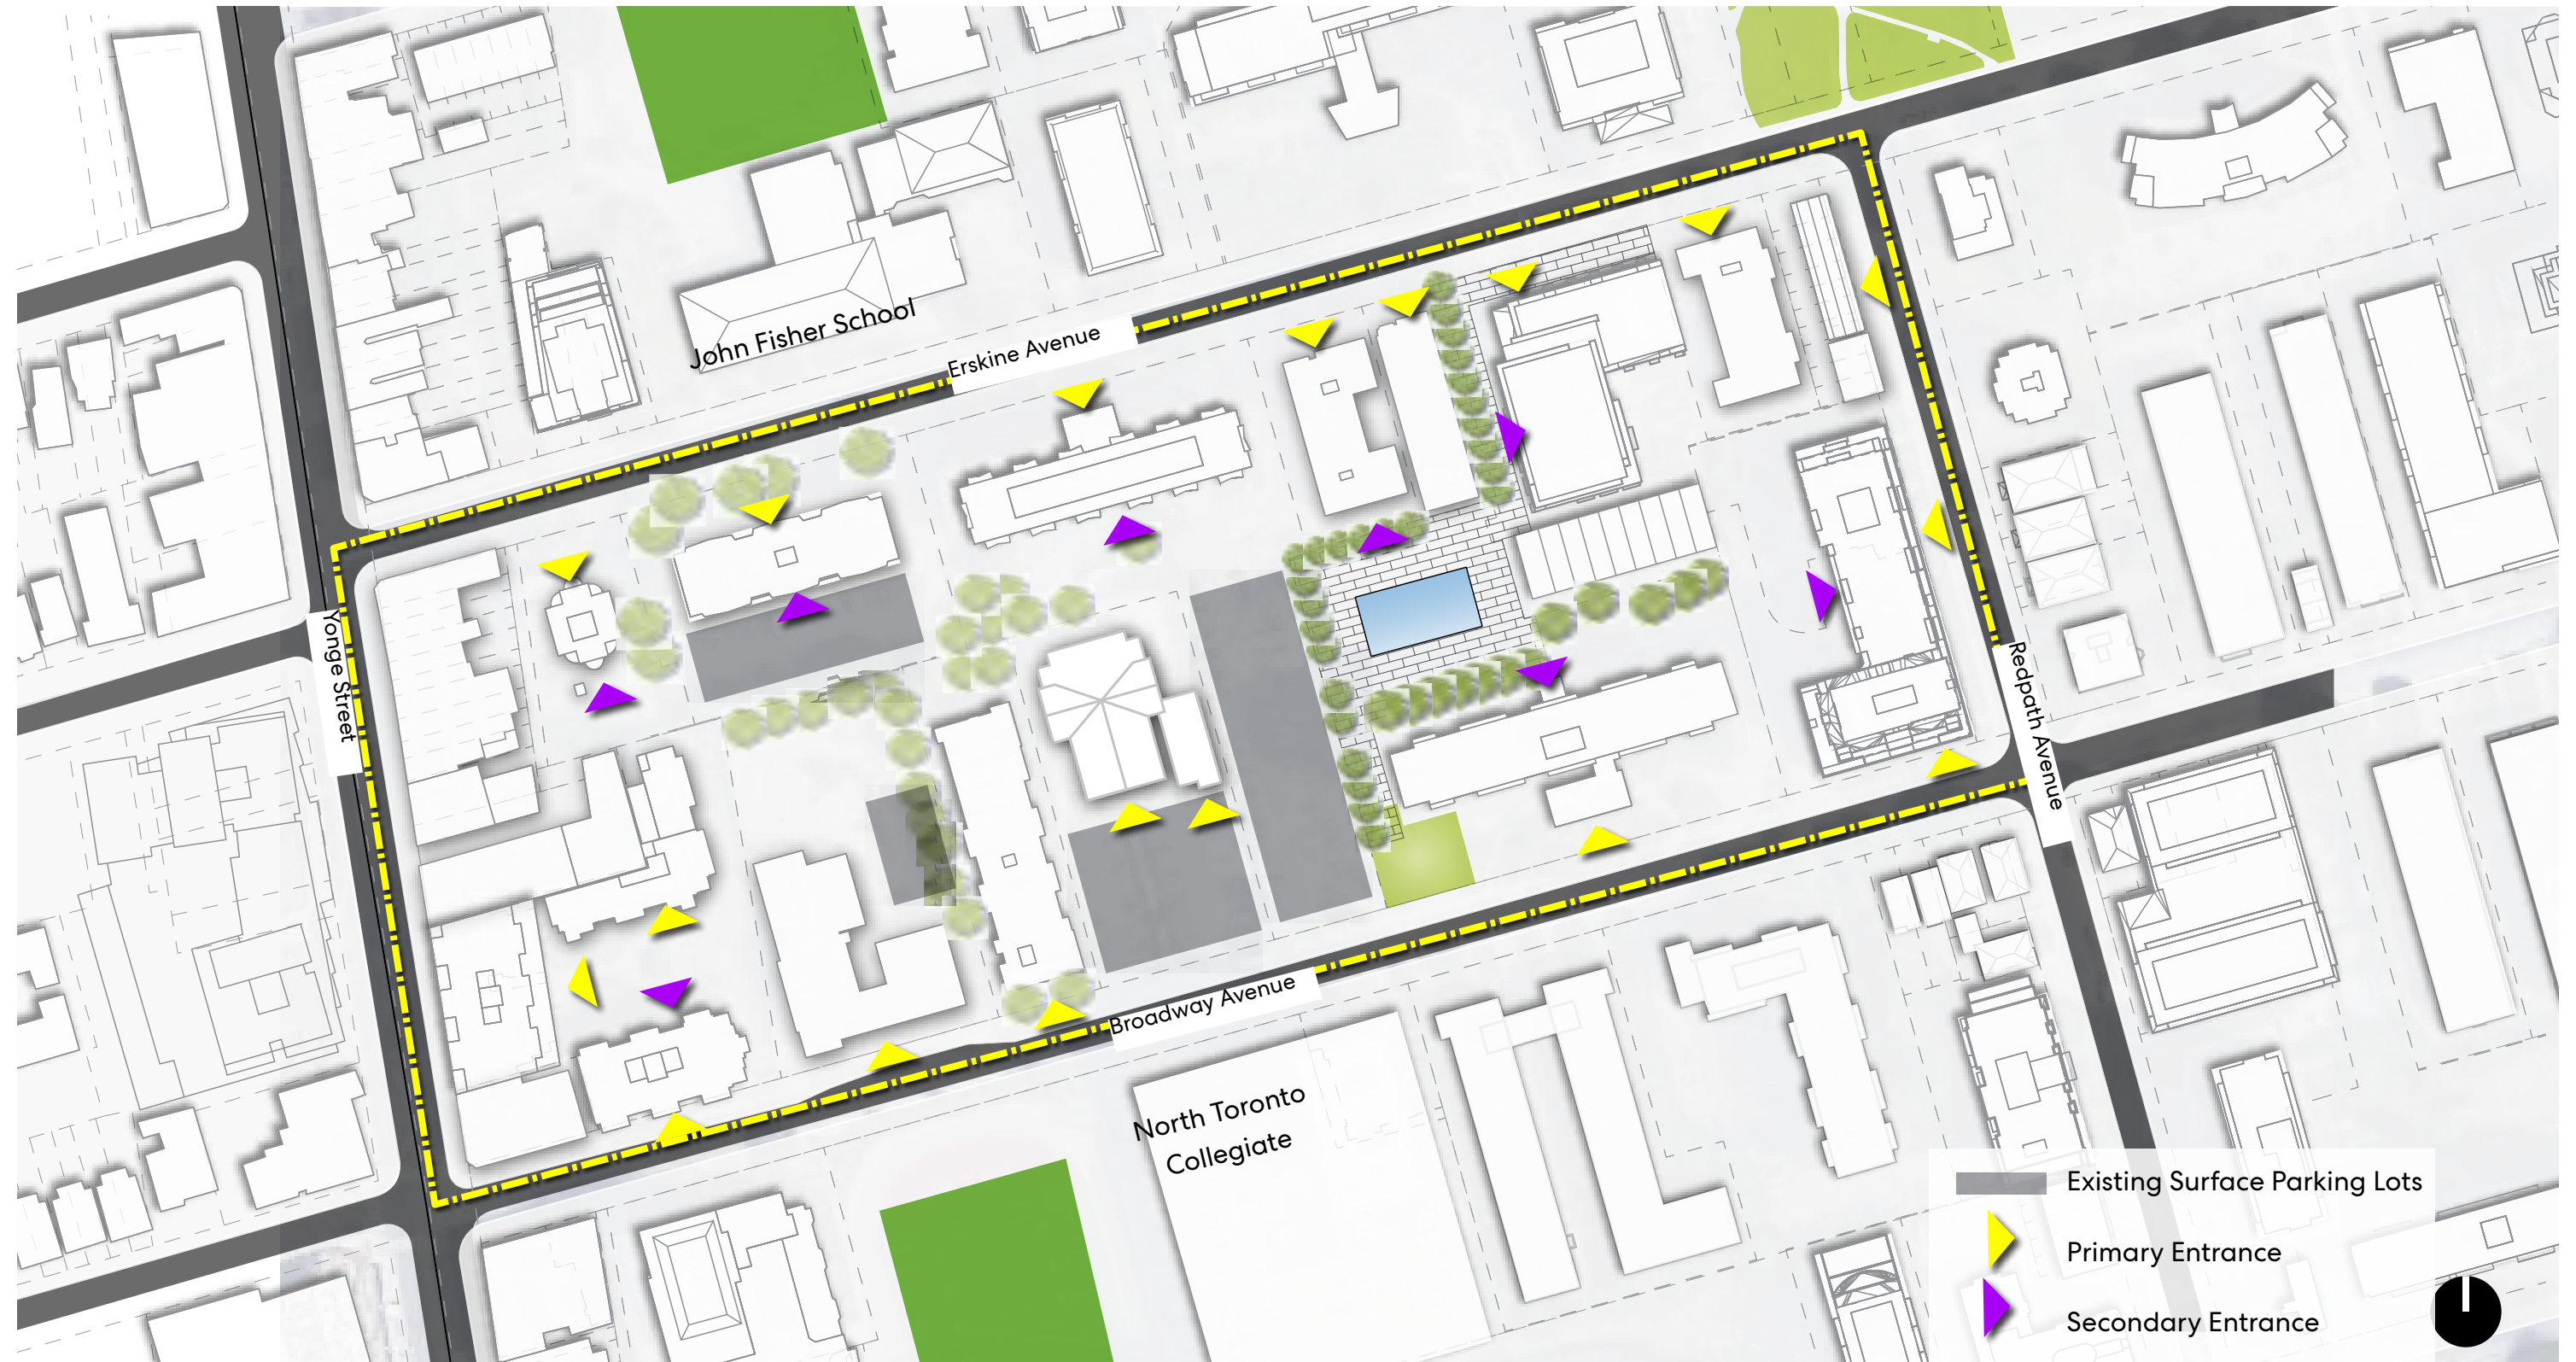 John Fisher School
Erskine Avenue
Yonge Street
Redpath Avenue
Broadway Avenue
North Toronto
Collegiate
Existing Surface Parking Lots
Primary Entrance
Secondary Entrance